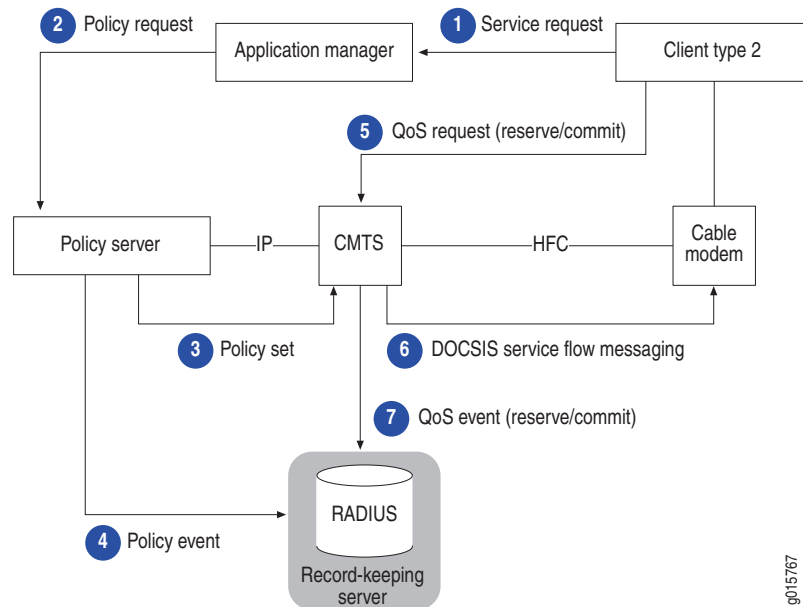 2 Policy request
1 Service request
Application manager
Client type 2
5 QoS request (reserve/commit)
Policy server
IP
CMTS
HFC
Cable
modem
3 Policy set
6 DOCSIS service flow messaging
7 QoS event (reserve/commit)
RADIUS
4 Policy event
Record-keeping
server
g015767